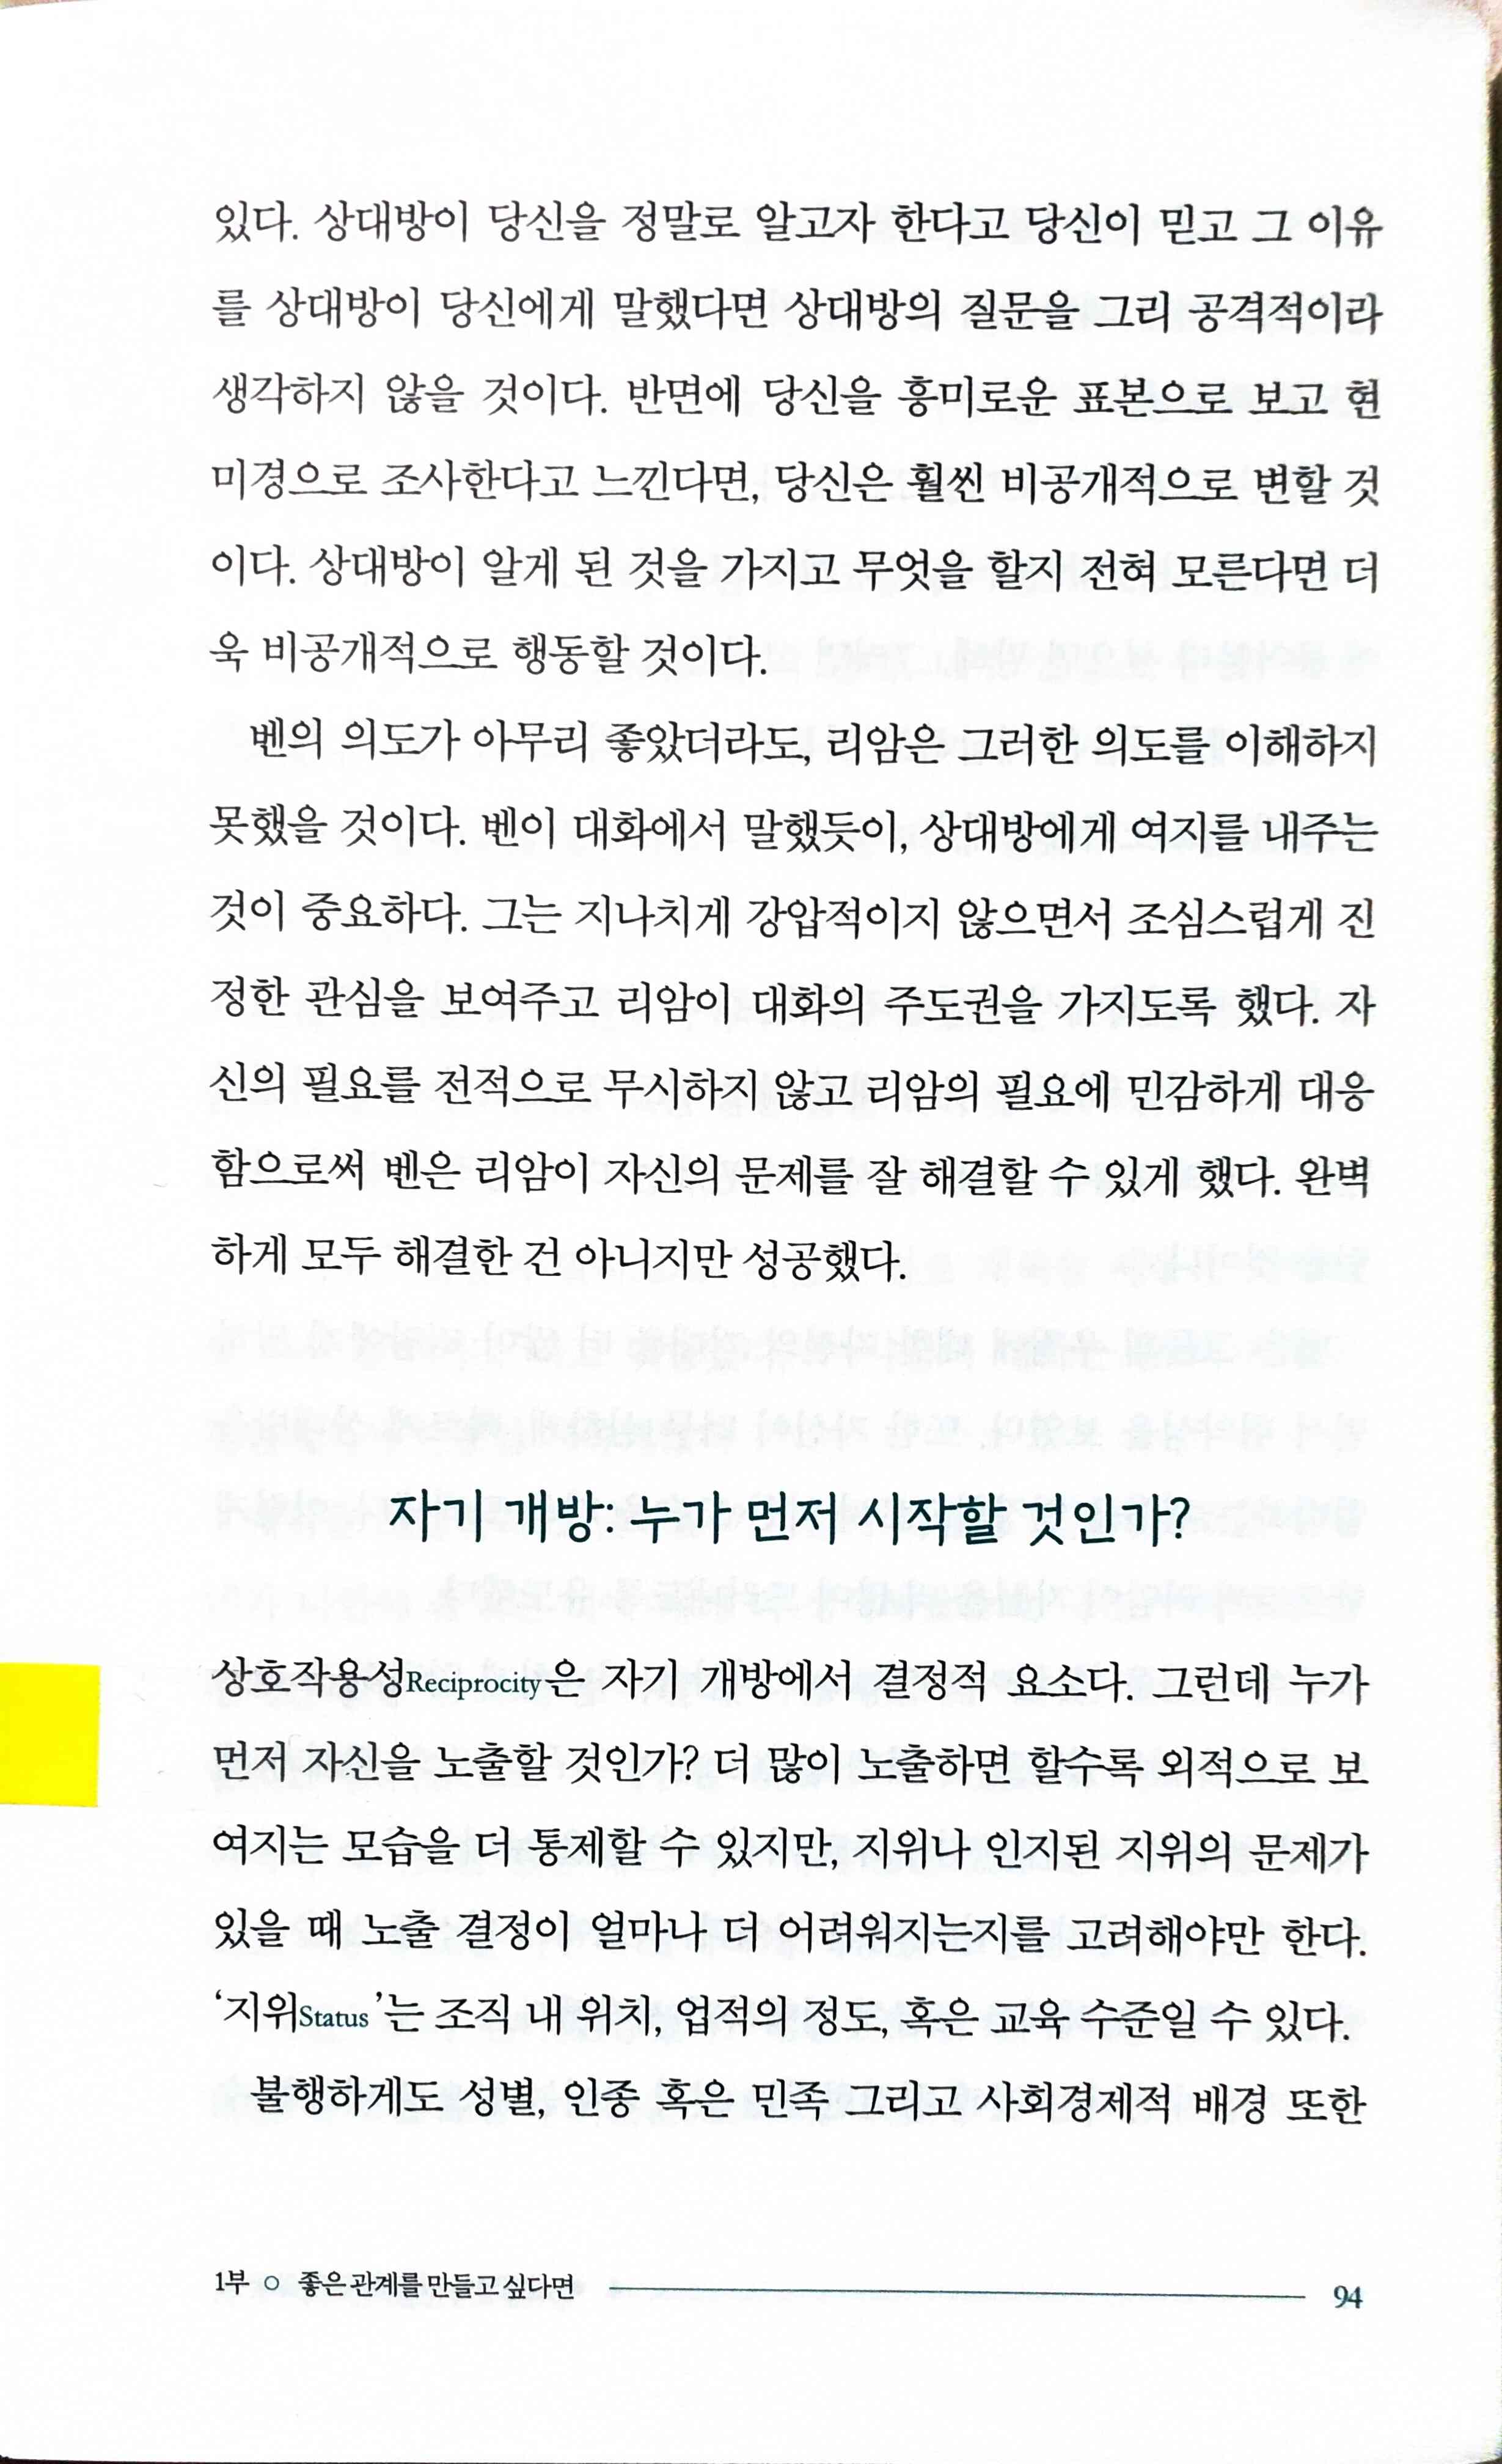 있다. 상대방이 당신을 정말로 알고자 한다고 당신이 믿고 그 이유
를 상대방이 당신에게 말했다면 상대방의 질문을 그리 공격적이라
생각하지 않을 것이다. 반면에 당신을 흥미로운 표본으로 보고 현
미경으로 조사한다고 느낀다면, 당신은 훨씬 비공개적으로 변할 것
이다. 상대방이 알게 된 것을 가지고 무엇을 할지 전혀 모른다면 더
욱 비공개적으로 행동할 것이다.
벤의 의도가 아무리 좋았더라도, 리암은 그러한 의도를 이해하지
못했을 것이다. 벤이 대화에서 말했듯이, 상대방에게 여지를 내주는
것이 중요하다. 그는 지나치게 강압적이지 않으면서 조심스럽게 진
정한 관심을 보여주고 리암이 대화의 주도권을 가지도록 했다. 자
신의 필요를 전적으로 무시하지 않고 리암의 필요에 민감하게 대응
함으로써 벤은 리암이 자신의 문제를 잘 해결할 수 있게 했다. 완벽
하게 모두 해결한 건 아니지만 성공했다.
자기 개방: 누가 먼저 시작할 것인가?
상호작용성Reciprocity은 자기 개방에서 결정적 요소다. 그런데 누가
먼저 자신을 노출할 것인가? 더 많이 노출하면 할수록 외적으로 보
여지는 모습을 더 통제할 수 있지만, 지위나 인지된 지위의 문제가
있을 때 노출 결정이 얼마나 더 어려워지는지를 고려해야만 한다.
‘지위Status’는 조직 내 위치, 업적의 정도, 혹은 교육 수준일 수 있다.
불행하게도 성별, 인종 혹은 민족 그리고 사회경제적 배경 또한
1부 ○ 좋은 관계를 만들고 싶다면 94